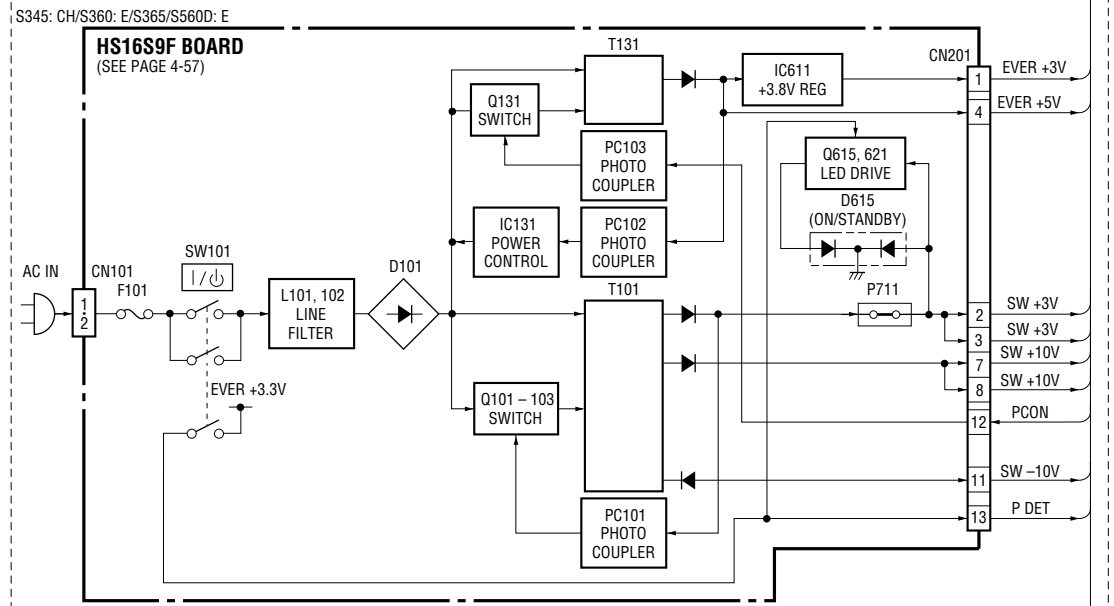 S345: CH/S360: E/S365/S560D: E
HS16S9F BOARD
(SEE PAGE 4-57)
T131
CN201
Q131
SWITCH
IC611
+3.8V REG
1
EVER +3V
4
EVER +5V
PC103
PHOTO
COUPLER
Q615, 621
LED DRIVE
D615
(ON/STANDBY)
IC131
POWER
CONTROL
PC102
PHOTO
COUPLER
AC IN
CN101
F101
SW101
I/⏻
1
•
2
L101, 102
LINE
FILTER
D101
T101
P711
2
SW +3V
3
SW +3V
7
SW +10V
8
SW +10V
EVER +3.3V
Q101 – 103
SWITCH
12
PCON
11
SW –10V
13
P DET
PC101
PHOTO
COUPLER